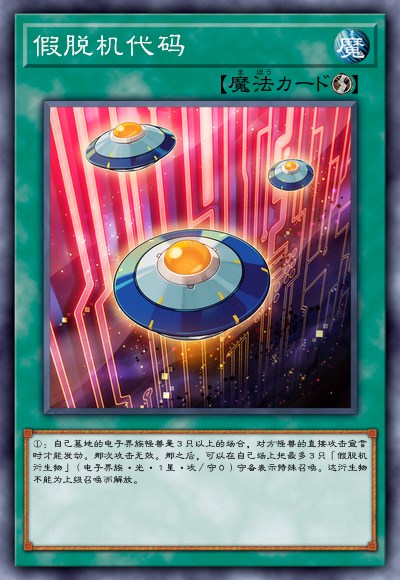 假脱机代码
魔
【魔法カード】
まほう
①：自己墓地的电子界族怪兽是３只以上的场合，对方怪兽的直接攻击宣言
时才能发动。那次攻击无效。那之后，可以在自己场上把最多３只「假脱机
衍生物」（电子界族·光·１星·攻／守０）守备表示特殊召唤。这衍生物
不能为上级召唤而解放。